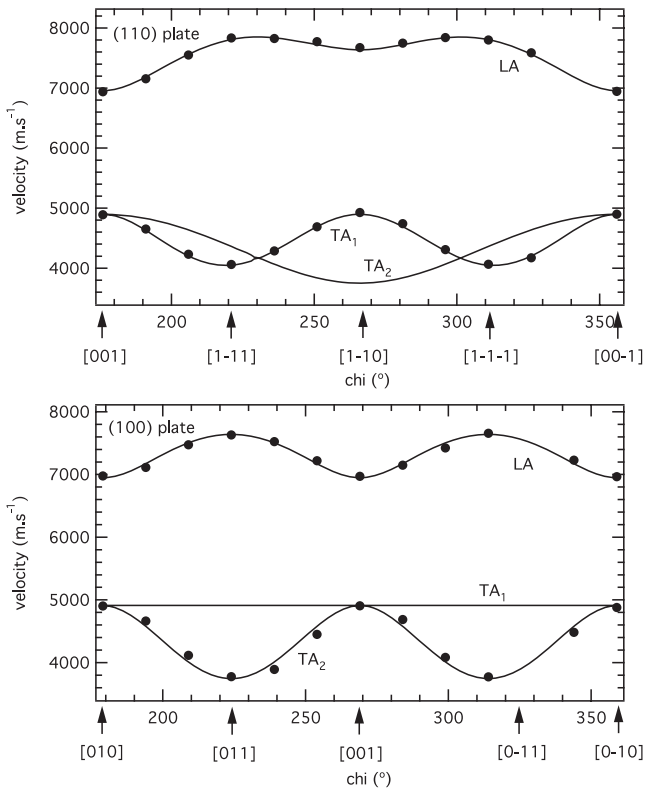 8000
(110) plate
7000
LA
velocity (m.s⁻¹)
6000
5000
TA₁
TA₂
4000
200 250 300 350
[001] [1-11] [1-10] [1-1-1] [00-1]
chi (º)
8000
(100) plate
7000
LA
velocity (m.s⁻¹)
6000
5000
TA₁
4000
TA₂
200 250 300 350
[010] [011] [001] [0-11] [0-10]
chi (º)